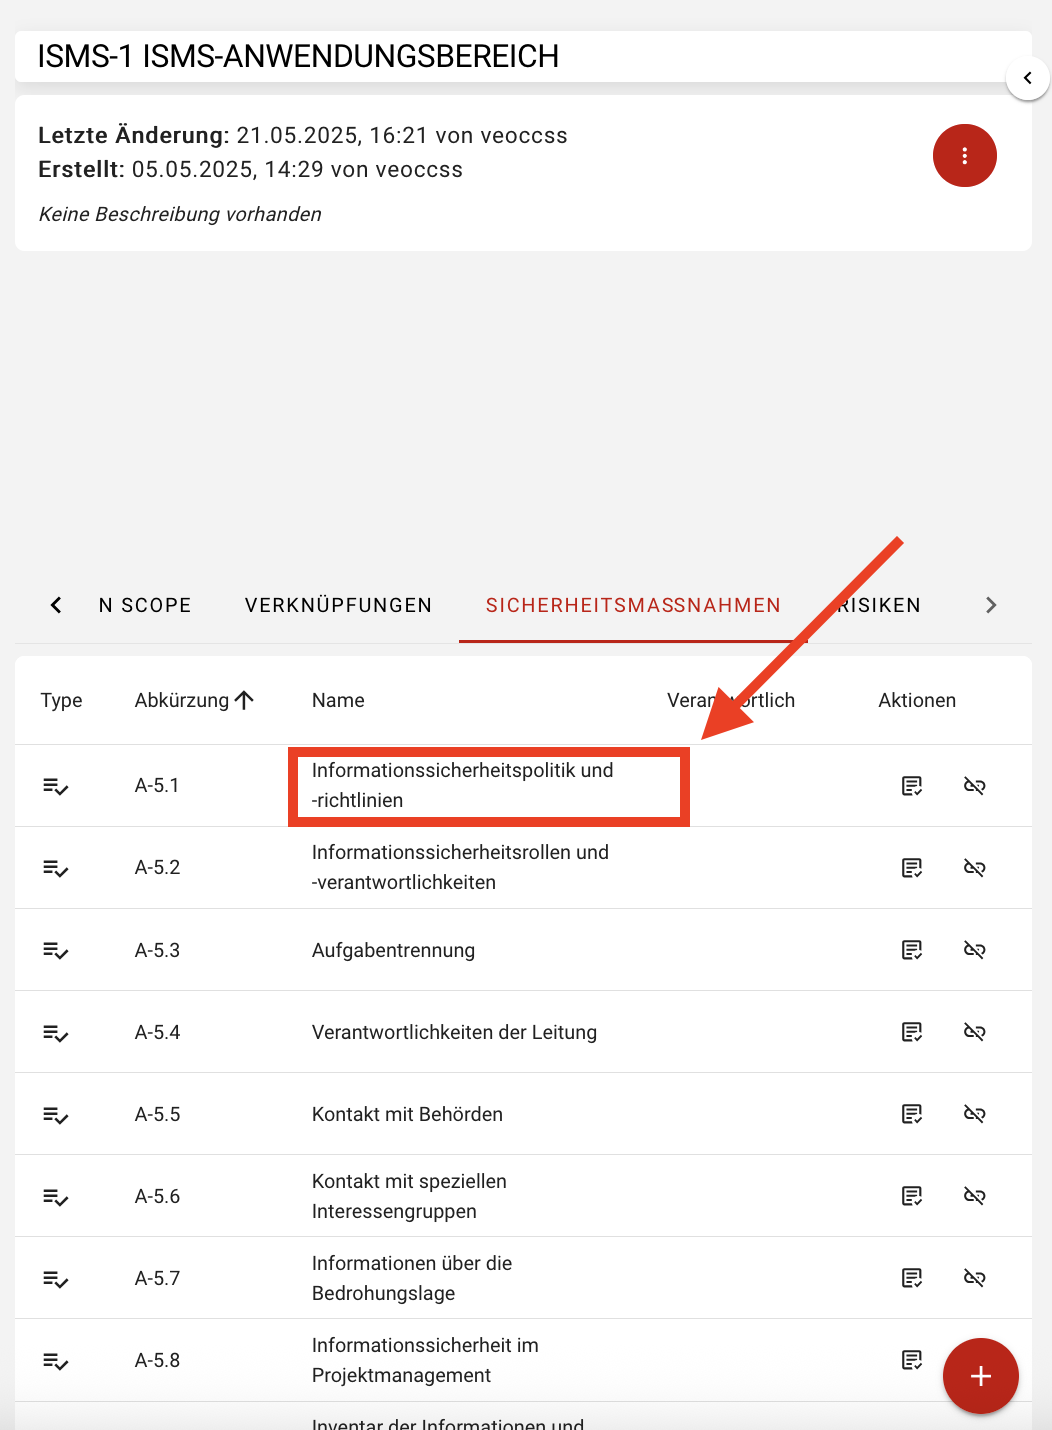 ISMS-1 ISMS-ANWENDUNGSBEREICH
Letzte Änderung: 21.05.2025, 16:21 von veoccss
Erstellt: 05.05.2025, 14:29 von veoccss
Keine Beschreibung vorhanden
N SCOPE VERKNÜPFUNGEN SICHERHEITSMASSNAHMEN RISIKEN
Type Abkürzung Name Verantwortlich Aktionen
A-5.1 Informationssicherheitspolitik und
-richtlinien
A-5.2 Informationssicherheitsrollen und
-verantwortlichkeiten
A-5.3 Aufgabentrennung
A-5.4 Verantwortlichkeiten der Leitung
A-5.5 Kontakt mit Behörden
A-5.6 Kontakt mit speziellen
Interessengruppen
A-5.7 Informationen über die
Bedrohungslage
A-5.8 Informationssicherheit im
Projektmanagement
Inventar der Informationen und